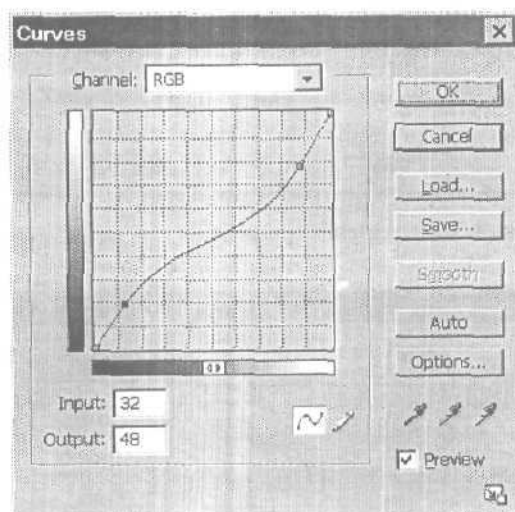 Curves
Channel: RGB
OK
Cancel
Load...
Save...
Smooth
Auto
Options...
Input: 32
Output: 48
Preview